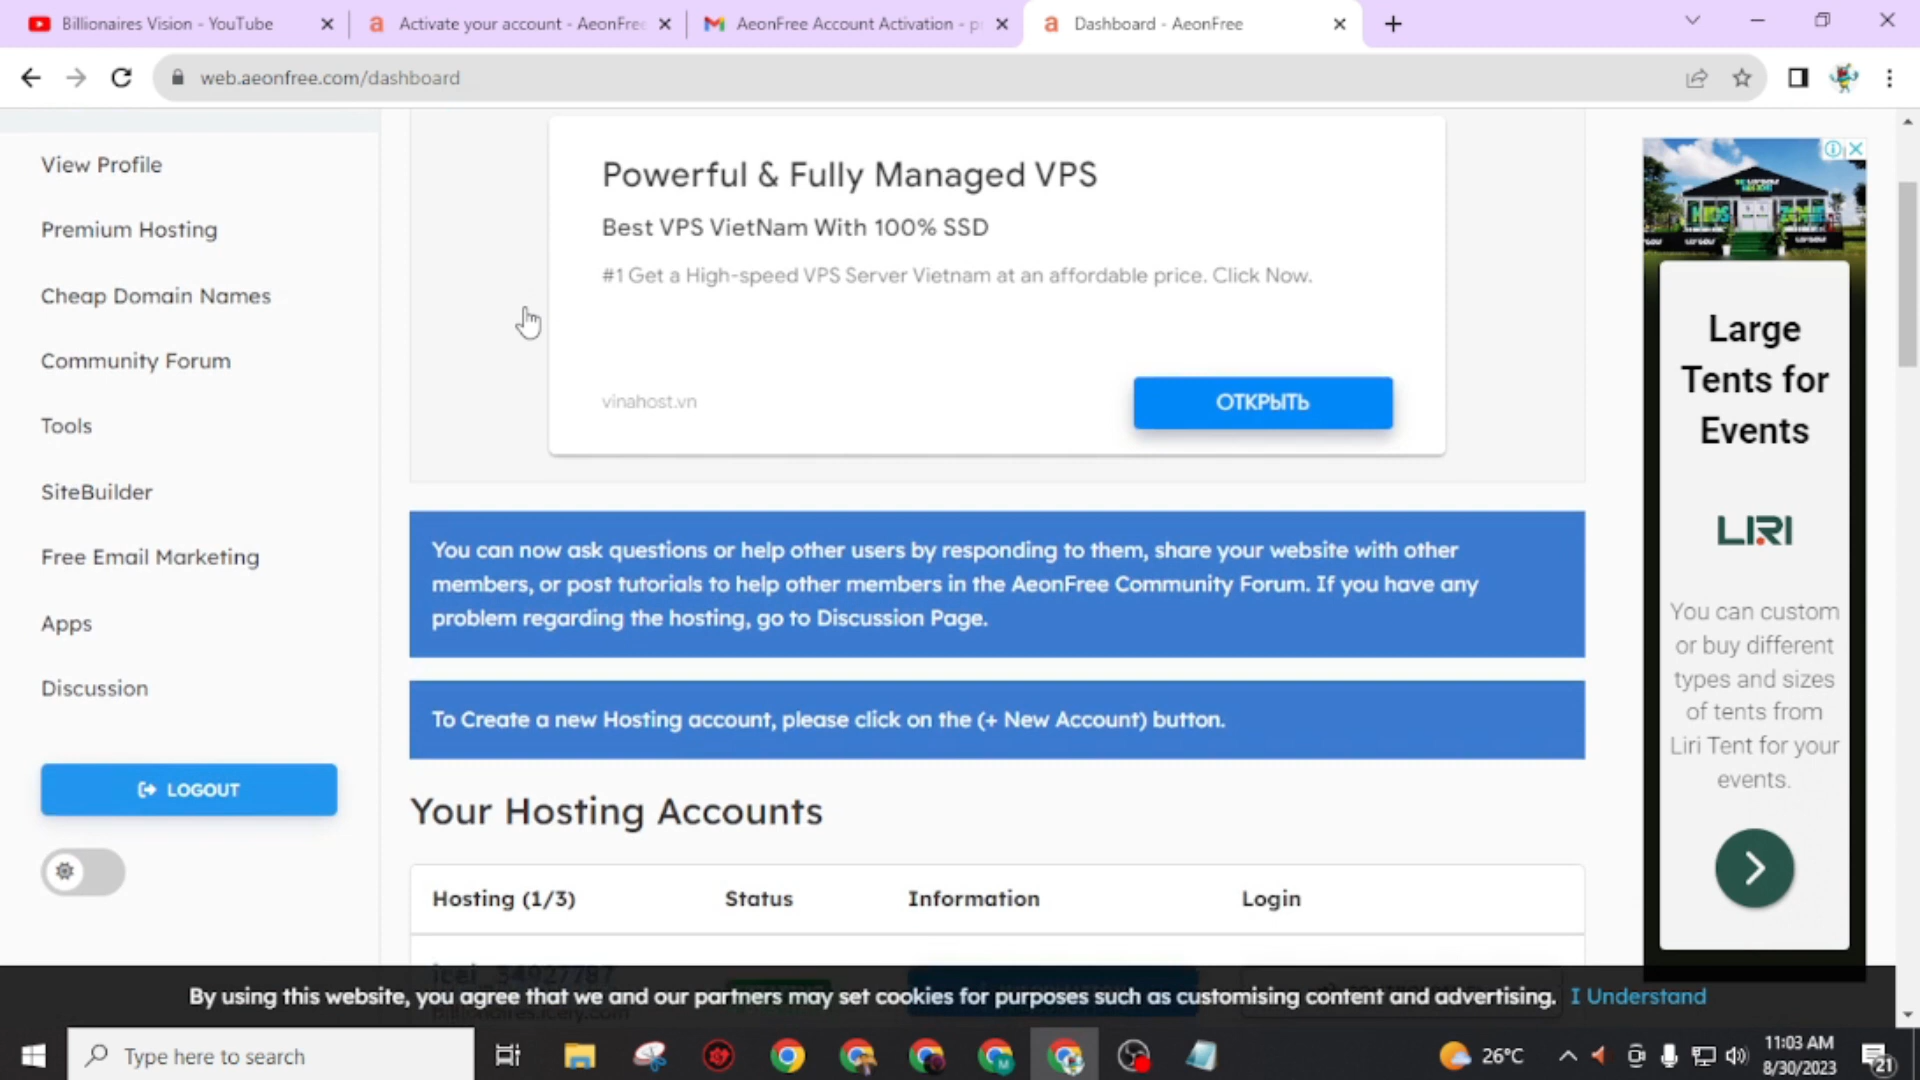 Billionaires Vision - YouTube
Activate your account - AeonFree
AeonFree Account Activation - p
Dashboard - AeonFree
web.aeonfree.com/dashboard
View Profile
Premium Hosting
Cheap Domain Names
Community Forum
Tools
SiteBuilder
Free Email Marketing
Apps
Discussion
LOGOUT
Powerful & Fully Managed VPS
Best VPS VietNam With 100% SSD
#1 Get a High-speed VPS Server Vietnam at an affordable price. Click Now.
vinahost.vn
ОТКРЫТЬ
You can now ask questions or help other users by responding to them, share your website with other
members, or post tutorials to help other members in the AeonFree Community Forum. If you have any
problem regarding the hosting, go to Discussion Page.
To Create a new Hosting account, please click on the (+ New Account) button.
Your Hosting Accounts
Hosting (1/3) Status Information Login
icei_34927787
billionaires.icery.com
KIDS ZONE
Large
Tents for
Events
LIRI
You can custom
or buy different
types and sizes
of tents from
Liri Tent for your
events.
By using this website, you agree that we and our partners may set cookies for purposes such as customising content and advertising. I Understand
Type here to search
26°C
11:03 AM
8/30/2023
21